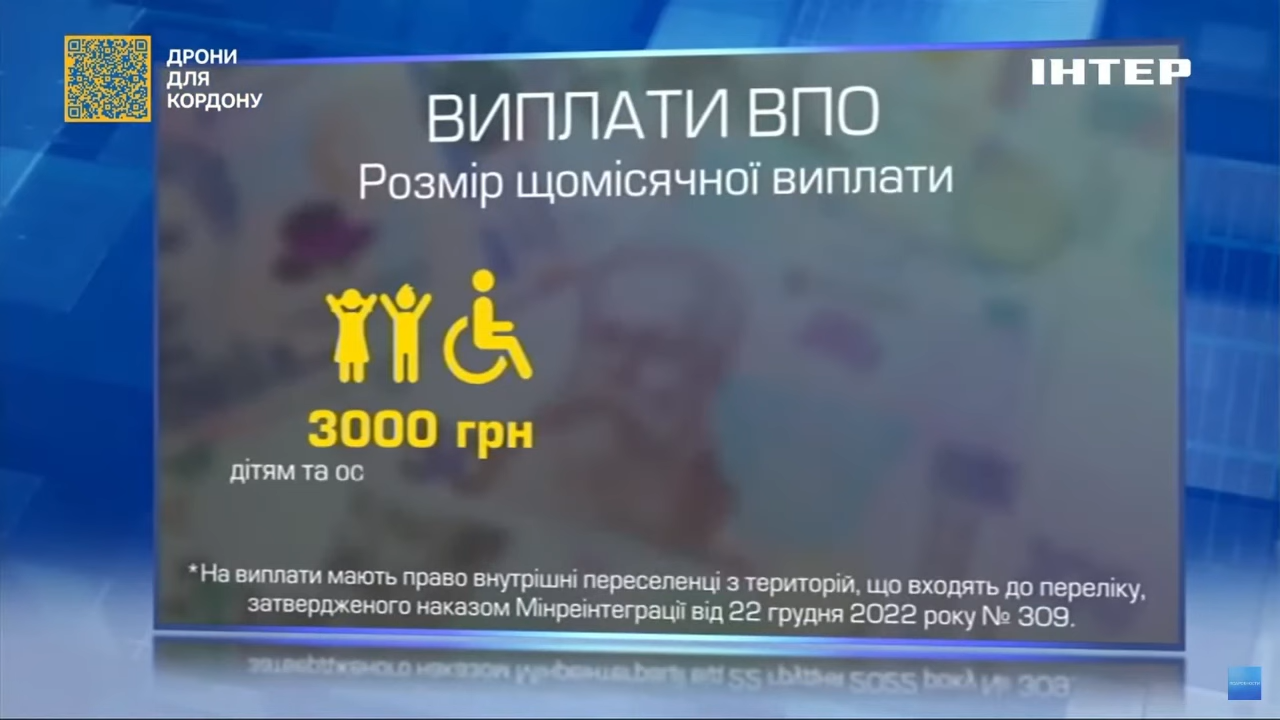 ДРОНИ
ДЛЯ
КОРДОНУ
ІНТЕР
ВИПЛАТИ ВПО
Розмір щомісячної виплати
3000 грн
дітям та ос
*На виплати мають право внутрішні переселенці з територій, що входять до переліку,
затвердженого наказом Мінреінтеграції від 22 грудня 2022 року № 309.